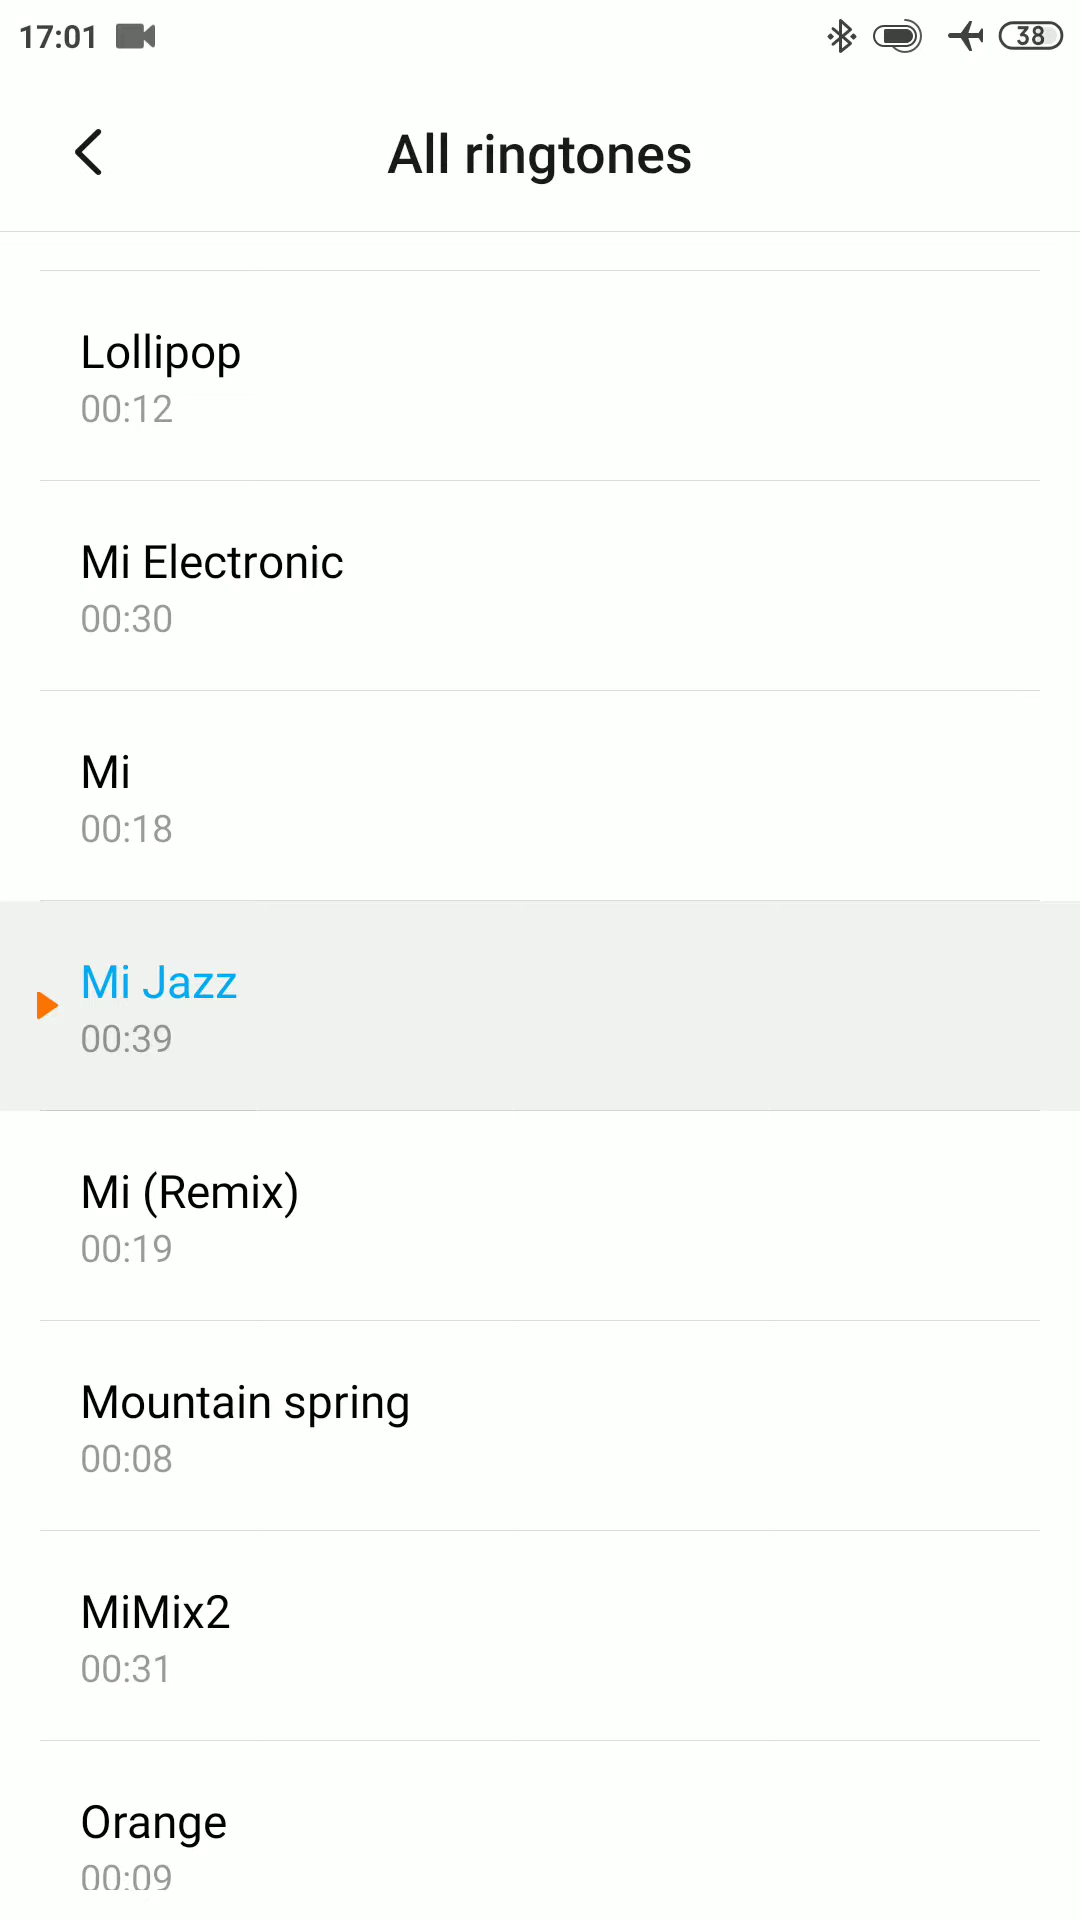 17:01
38
All ringtones
Lollipop
00:12
Mi Electronic
00:30
Mi
00:18
Mi Jazz
00:39
Mi (Remix)
00:19
Mountain spring
00:08
MiMix2
00:31
Orange
00:09